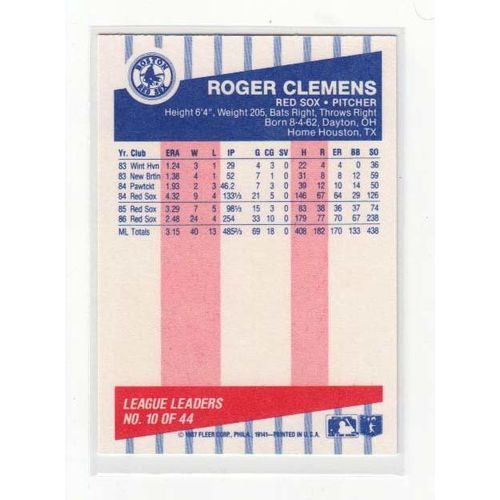 BOSTON
RED SOX
ROGER CLEMENS
RED SOX • PITCHER
Height 6'4", Weight 205, Bats Right, Throws Right
Born 8-4-62, Dayton, OH
Home Houston, TX
Yr. Club ERA W L IP G CG SV H R ER BB SO
83 Wint Hvn 1.24 3 1 29 4 3 0 22 4 4 0 36
83 New Brtn 1.38 4 1 52 7 3 0 31 8 8 12 59
84 Pawtckt 1.93 2 3 46.2 7 3 0 39 12 10 14 50
84 Red Sox 4.32 9 4 133⅓ 21 5 0 146 67 64 29 126
85 Red Sox 3.29 7 5 98⅓ 15 3 0 83 38 36 37 74
86 Red Sox 2.48 24 4 254 33 10 0 179 77 70 67 238
ML Totals 3.15 40 13 485⅔ 69 18 0 408 182 170 133 438
LEAGUE LEADERS
NO. 10 OF 44
© 1987 FLEER CORP., PHILA., 19141—PRINTED IN U.S.A.